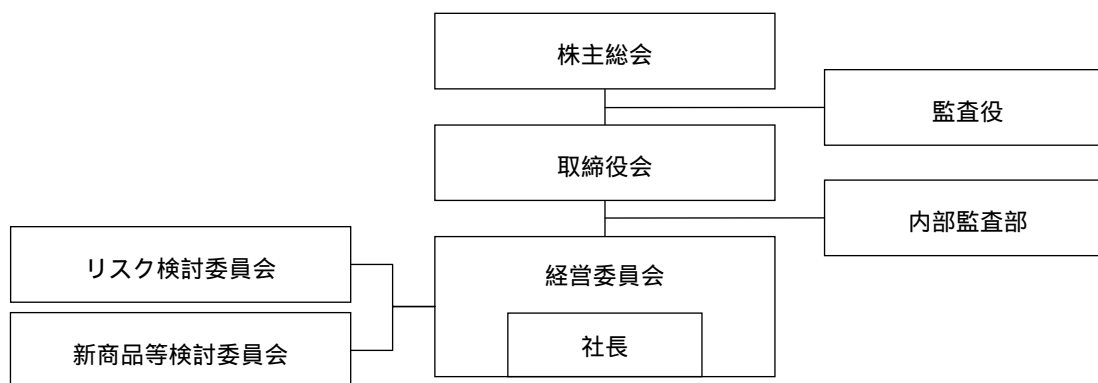 株主総会
監査役
取締役会
内部監査部
リスク検討委員会
経営委員会
新商品等検討委員会
社長